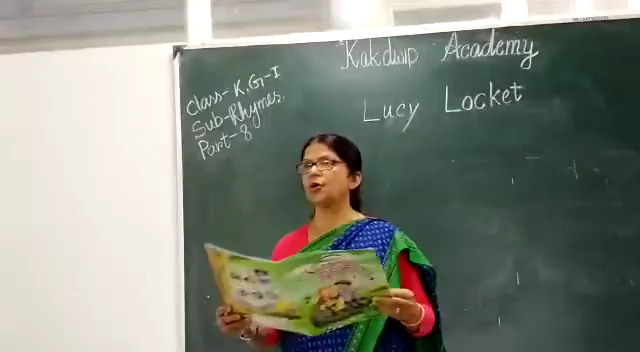 Kakdwip Academy
Class-K.G-I
Sub-Rhymes.
Part-8
Lucy Locket